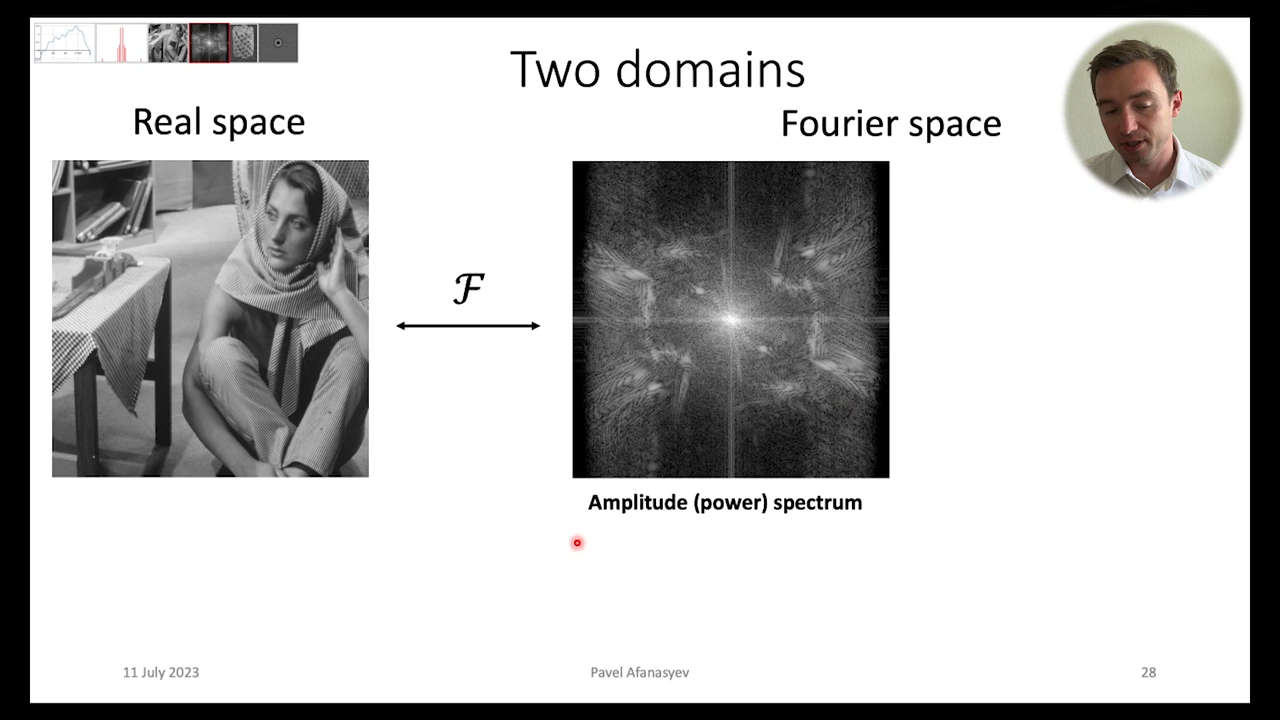 Two domains
Real space
Fourier space
ℱ
Amplitude (power) spectrum
11 July 2023
Pavel Afanasyev
28